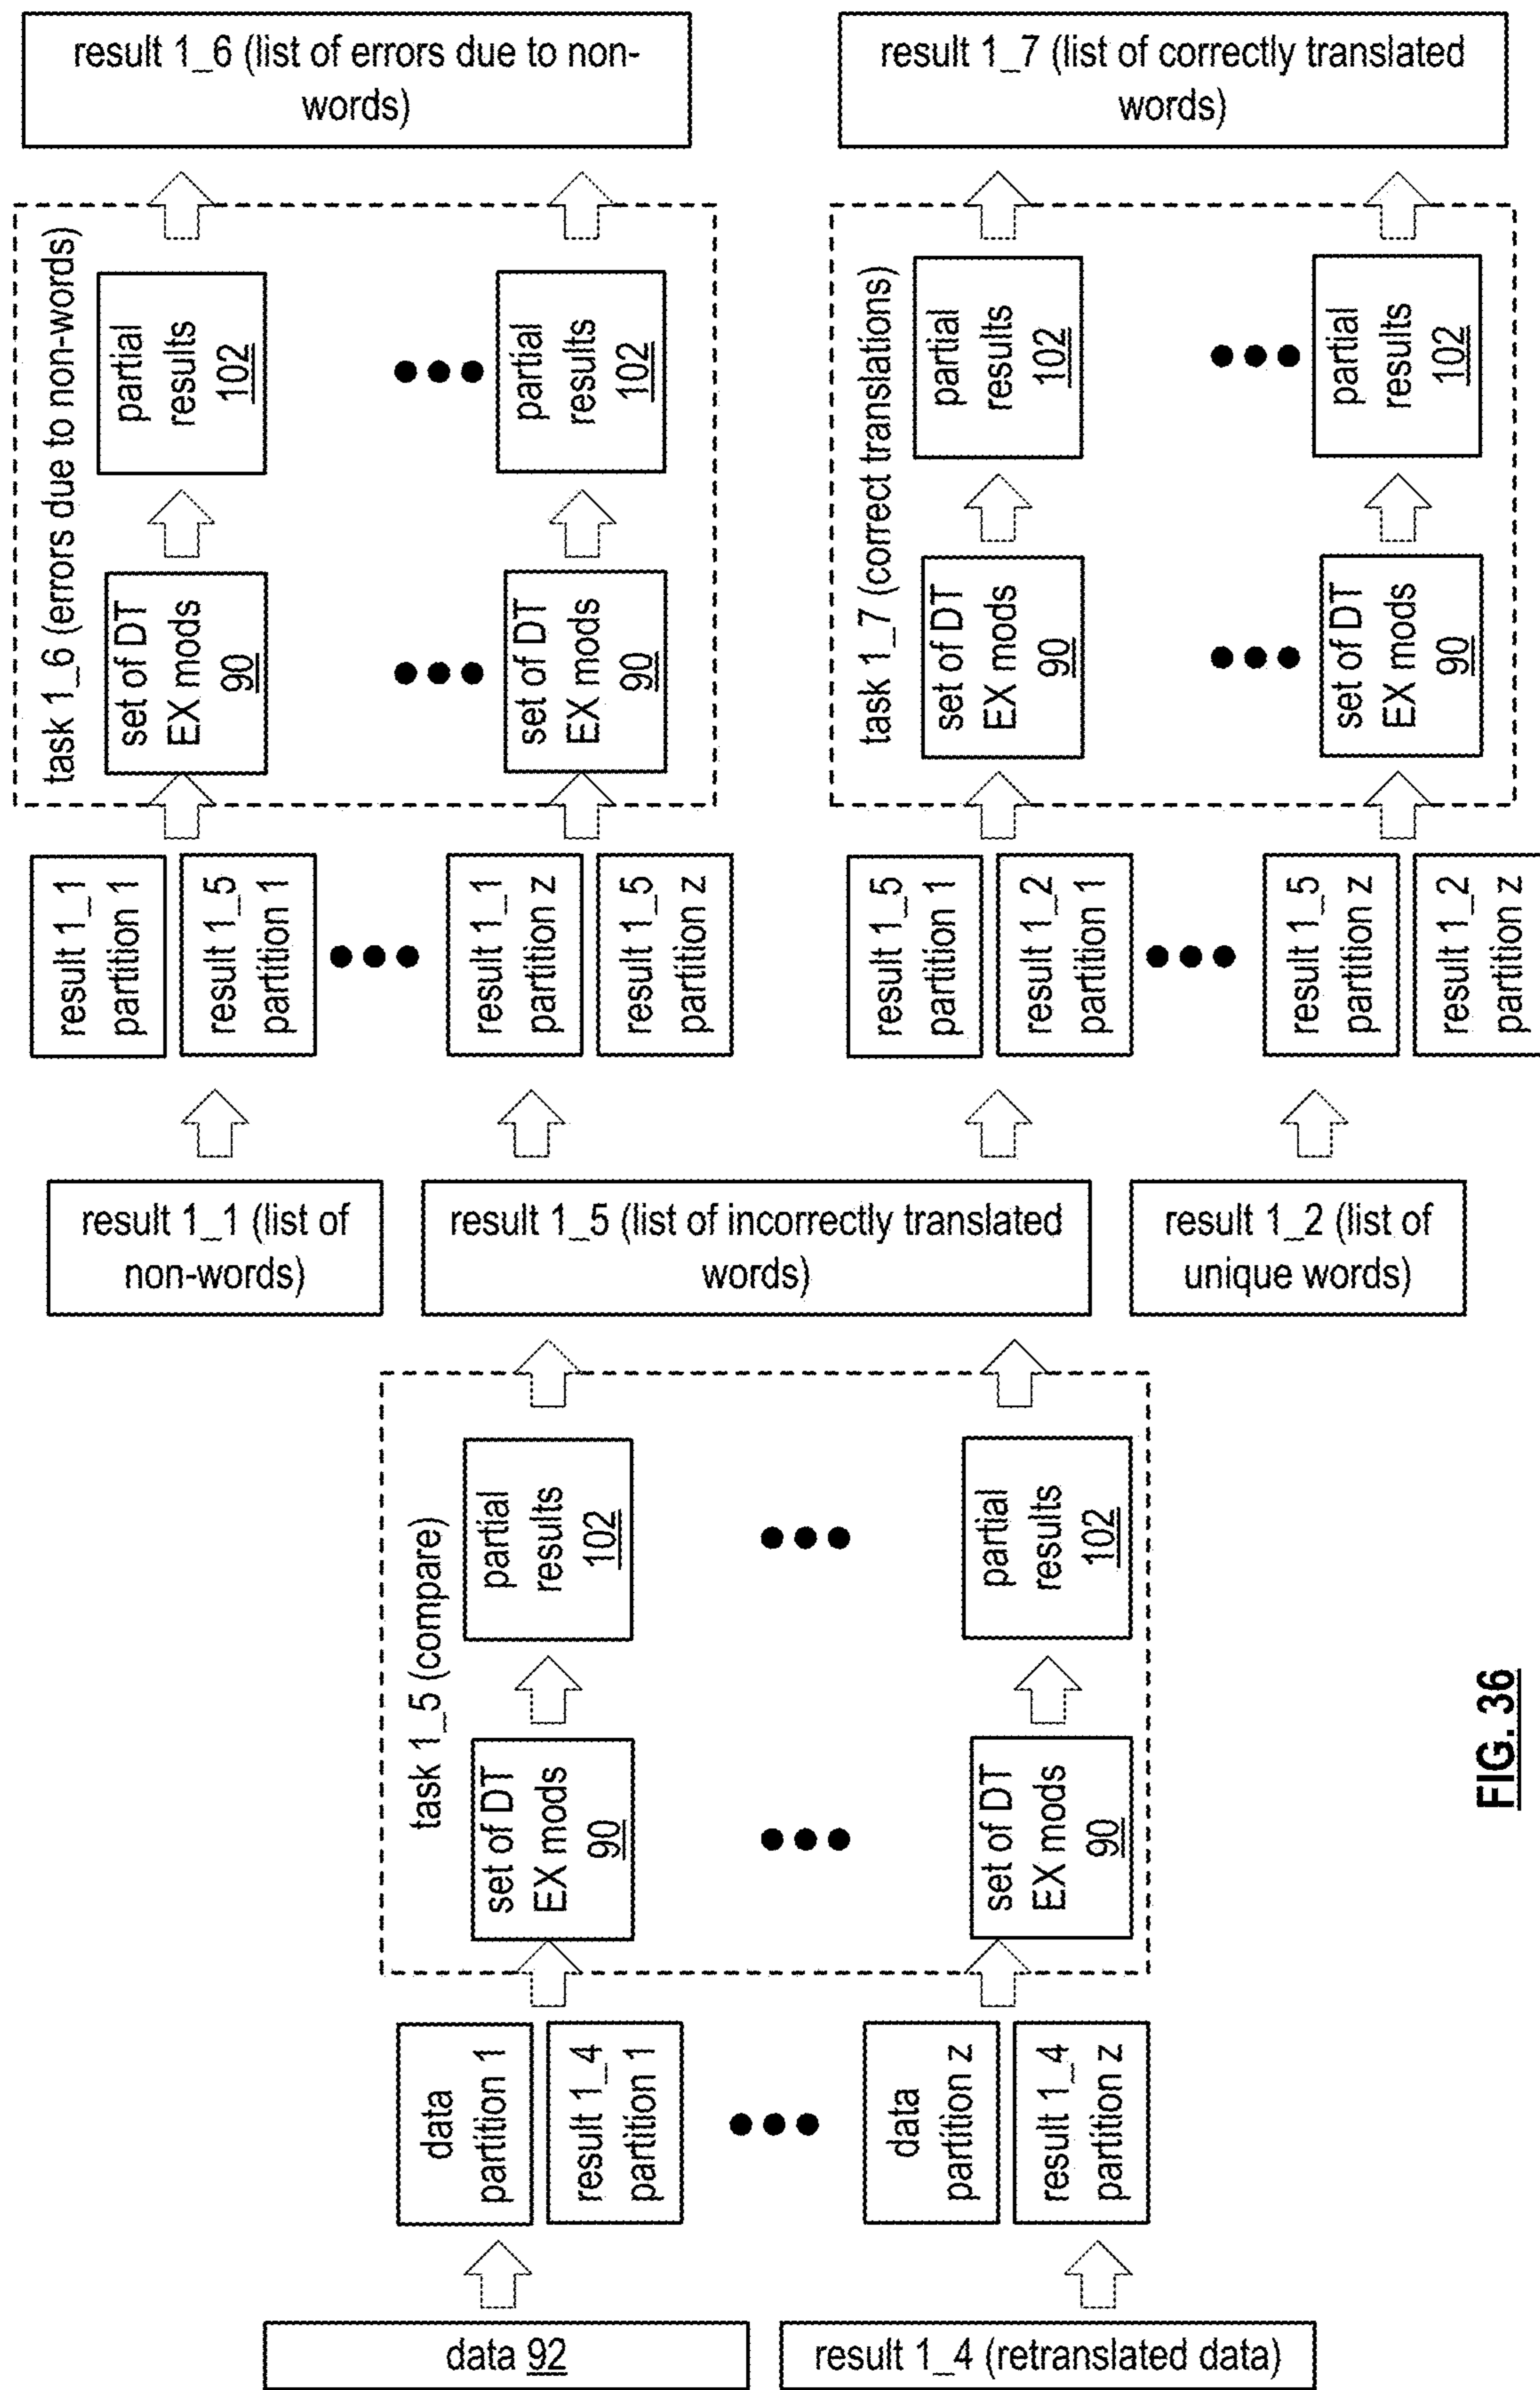 data 92
result 1_4 (retranslated data)
data
partition 1
result 1_4
partition 1
data
partition z
result 1_4
partition z
task 1_5 (compare)
set of DT
EX mods
90
partial
results
102
set of DT
EX mods
90
partial
results
102
result 1_1 (list of
non-words)
result 1_5 (list of incorrectly translated
words)
result 1_2 (list of
unique words)
result 1_1
partition 1
result 1_5
partition 1
result 1_1
partition z
result 1_5
partition z
task 1_6 (errors due to non-words)
set of DT
EX mods
90
partial
results
102
set of DT
EX mods
90
partial
results
102
result 1_6 (list of errors due to non-
words)
result 1_5
partition 1
result 1_2
partition 1
result 1_5
partition z
result 1_2
partition z
task 1_7 (correct translations)
set of DT
EX mods
90
partial
results
102
set of DT
EX mods
90
partial
results
102
result 1_7 (list of correctly translated
words)
FIG. 36